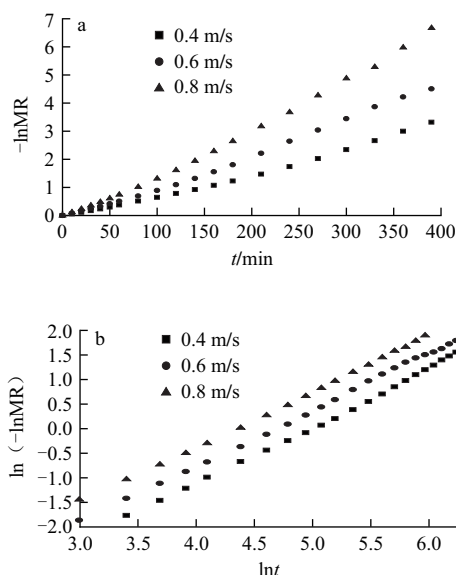 a
7
6
5
4
3
2
1
0
−lnMR
0.4 m/s
0.6 m/s
0.8 m/s
0 50 100 150 200 250 300 350 400
t/min
b
2.0
1.5
1.0
0.5
0.0
−0.5
−1.0
−1.5
−2.0
ln（−lnMR）
0.4 m/s
0.6 m/s
0.8 m/s
3.0 3.5 4.0 4.5 5.0 5.5 6.0
lnt